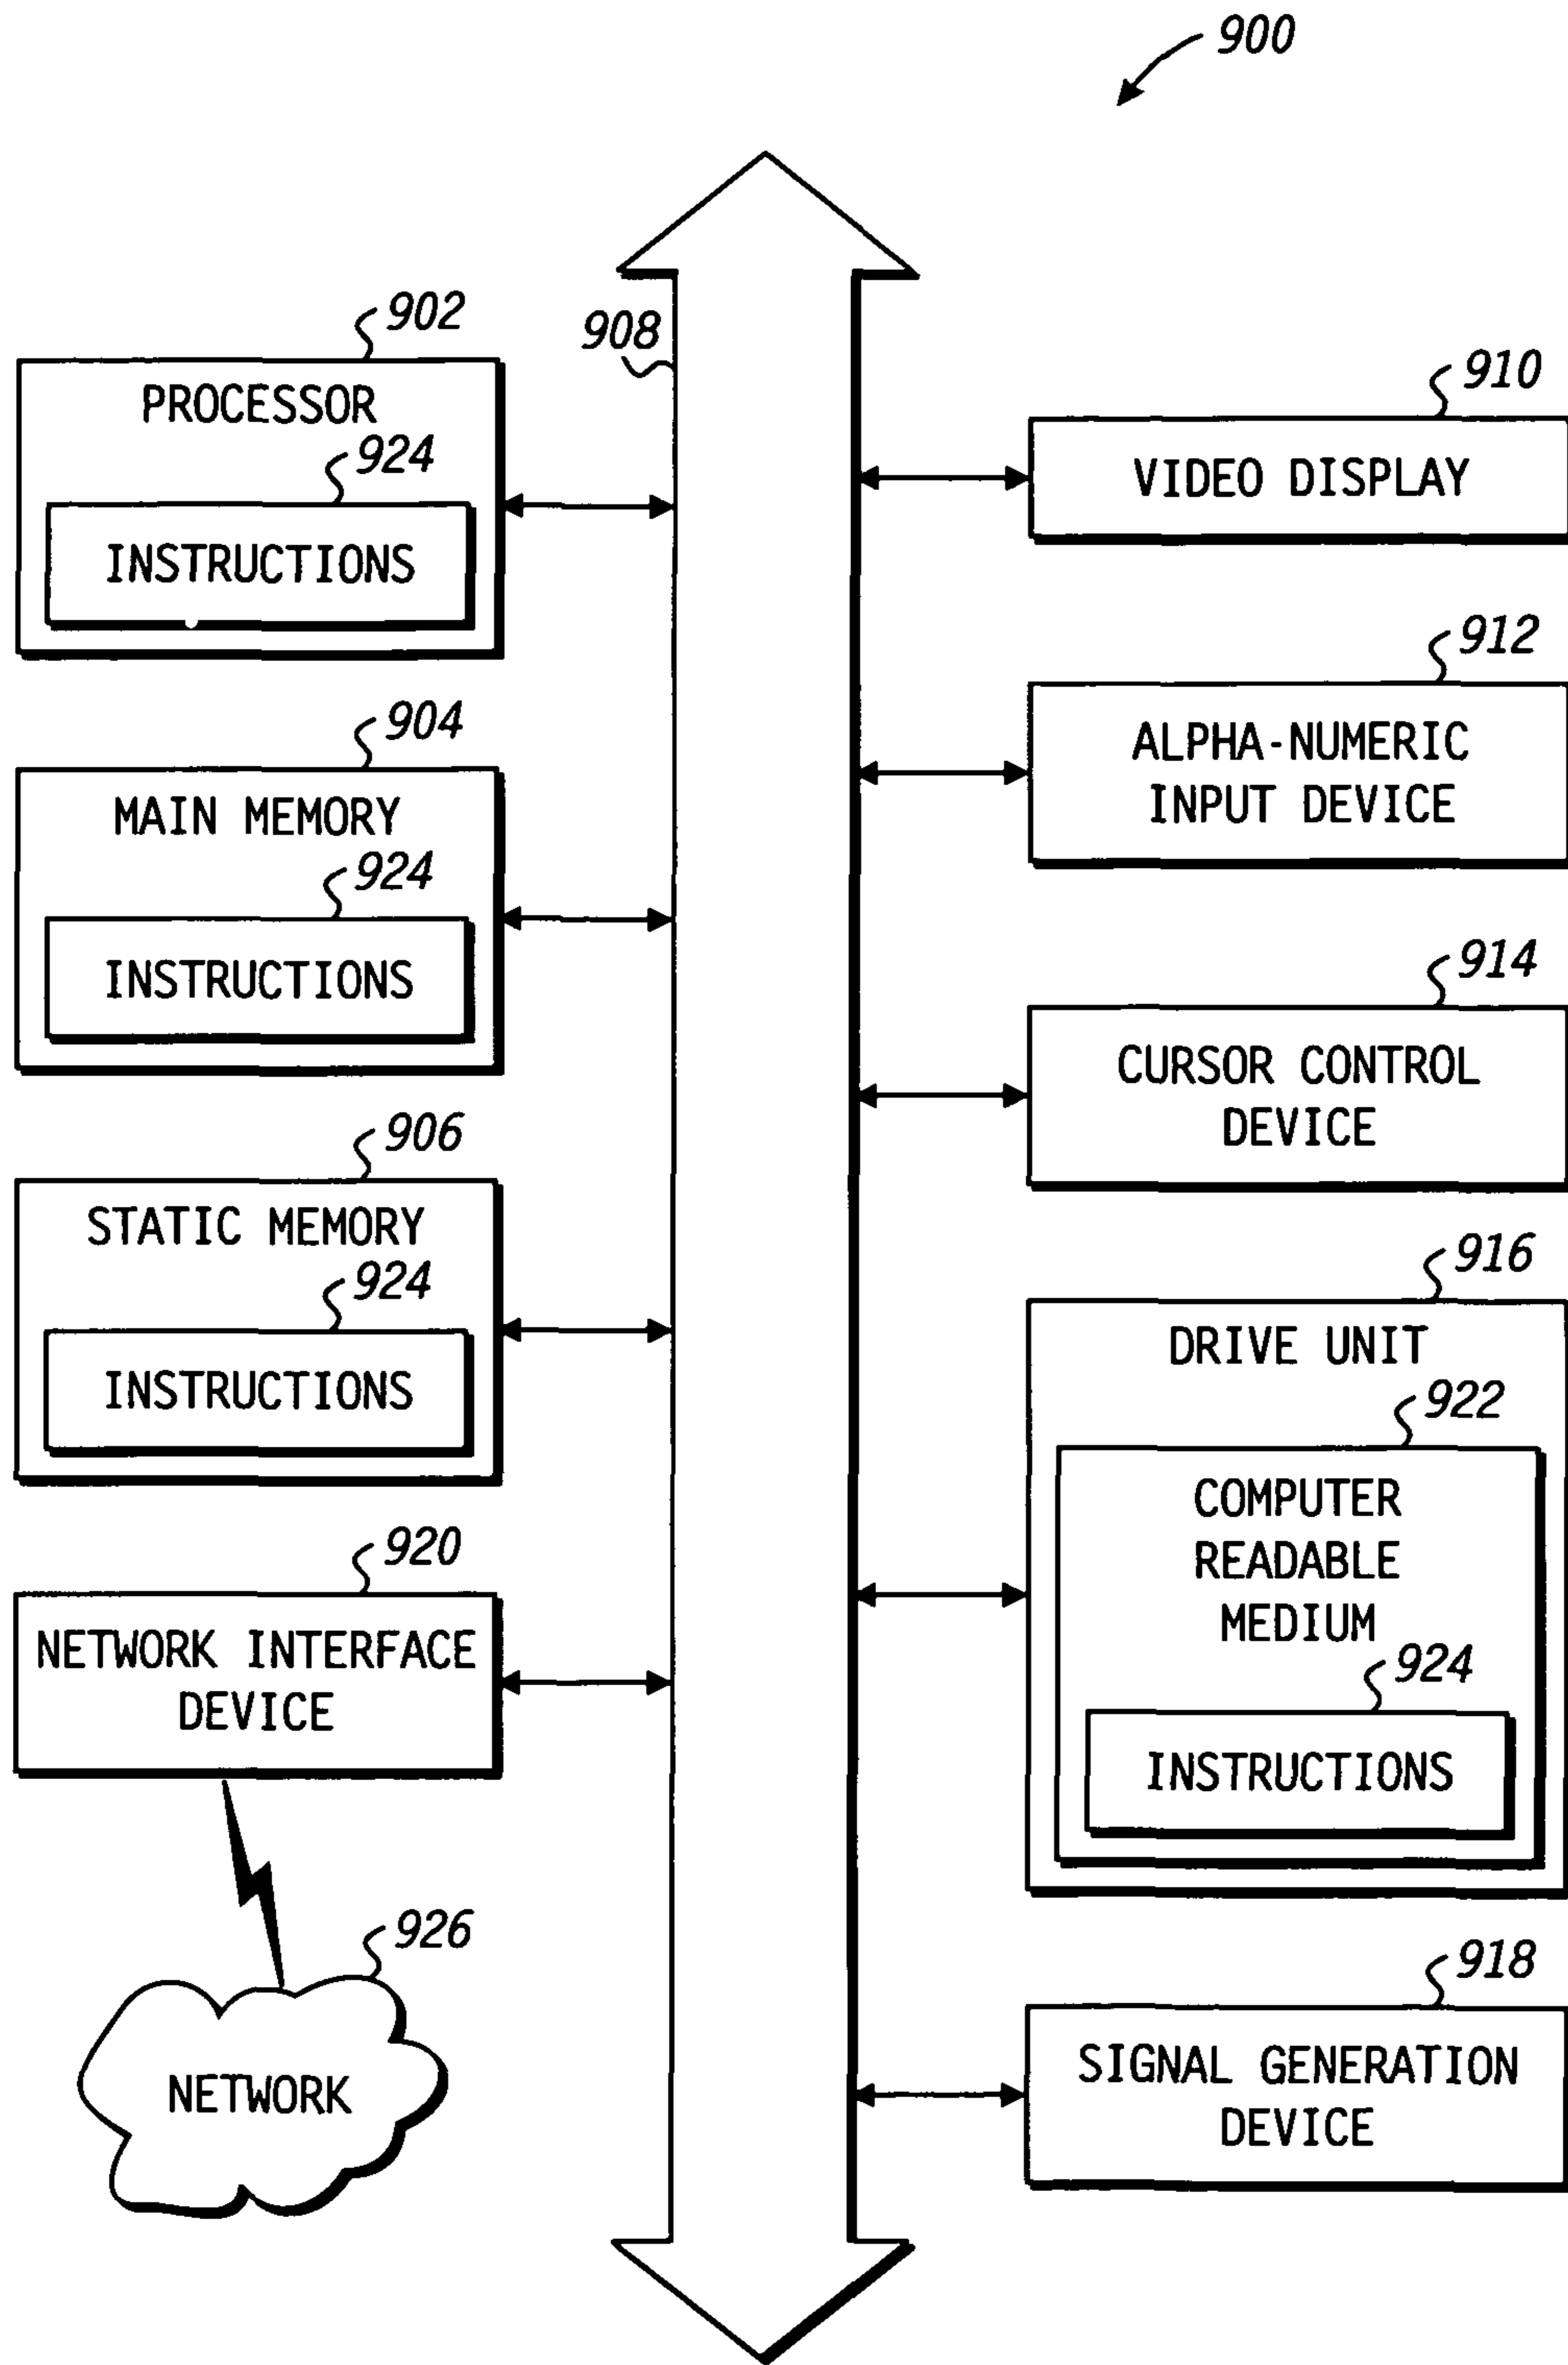 900
902
PROCESSOR
924
INSTRUCTIONS
904
MAIN MEMORY
924
INSTRUCTIONS
906
STATIC MEMORY
924
INSTRUCTIONS
920
NETWORK INTERFACE
DEVICE
926
NETWORK
908
910
VIDEO DISPLAY
912
ALPHA-NUMERIC
INPUT DEVICE
914
CURSOR CONTROL
DEVICE
916
DRIVE UNIT
922
COMPUTER
READABLE
MEDIUM
924
INSTRUCTIONS
918
SIGNAL GENERATION
DEVICE